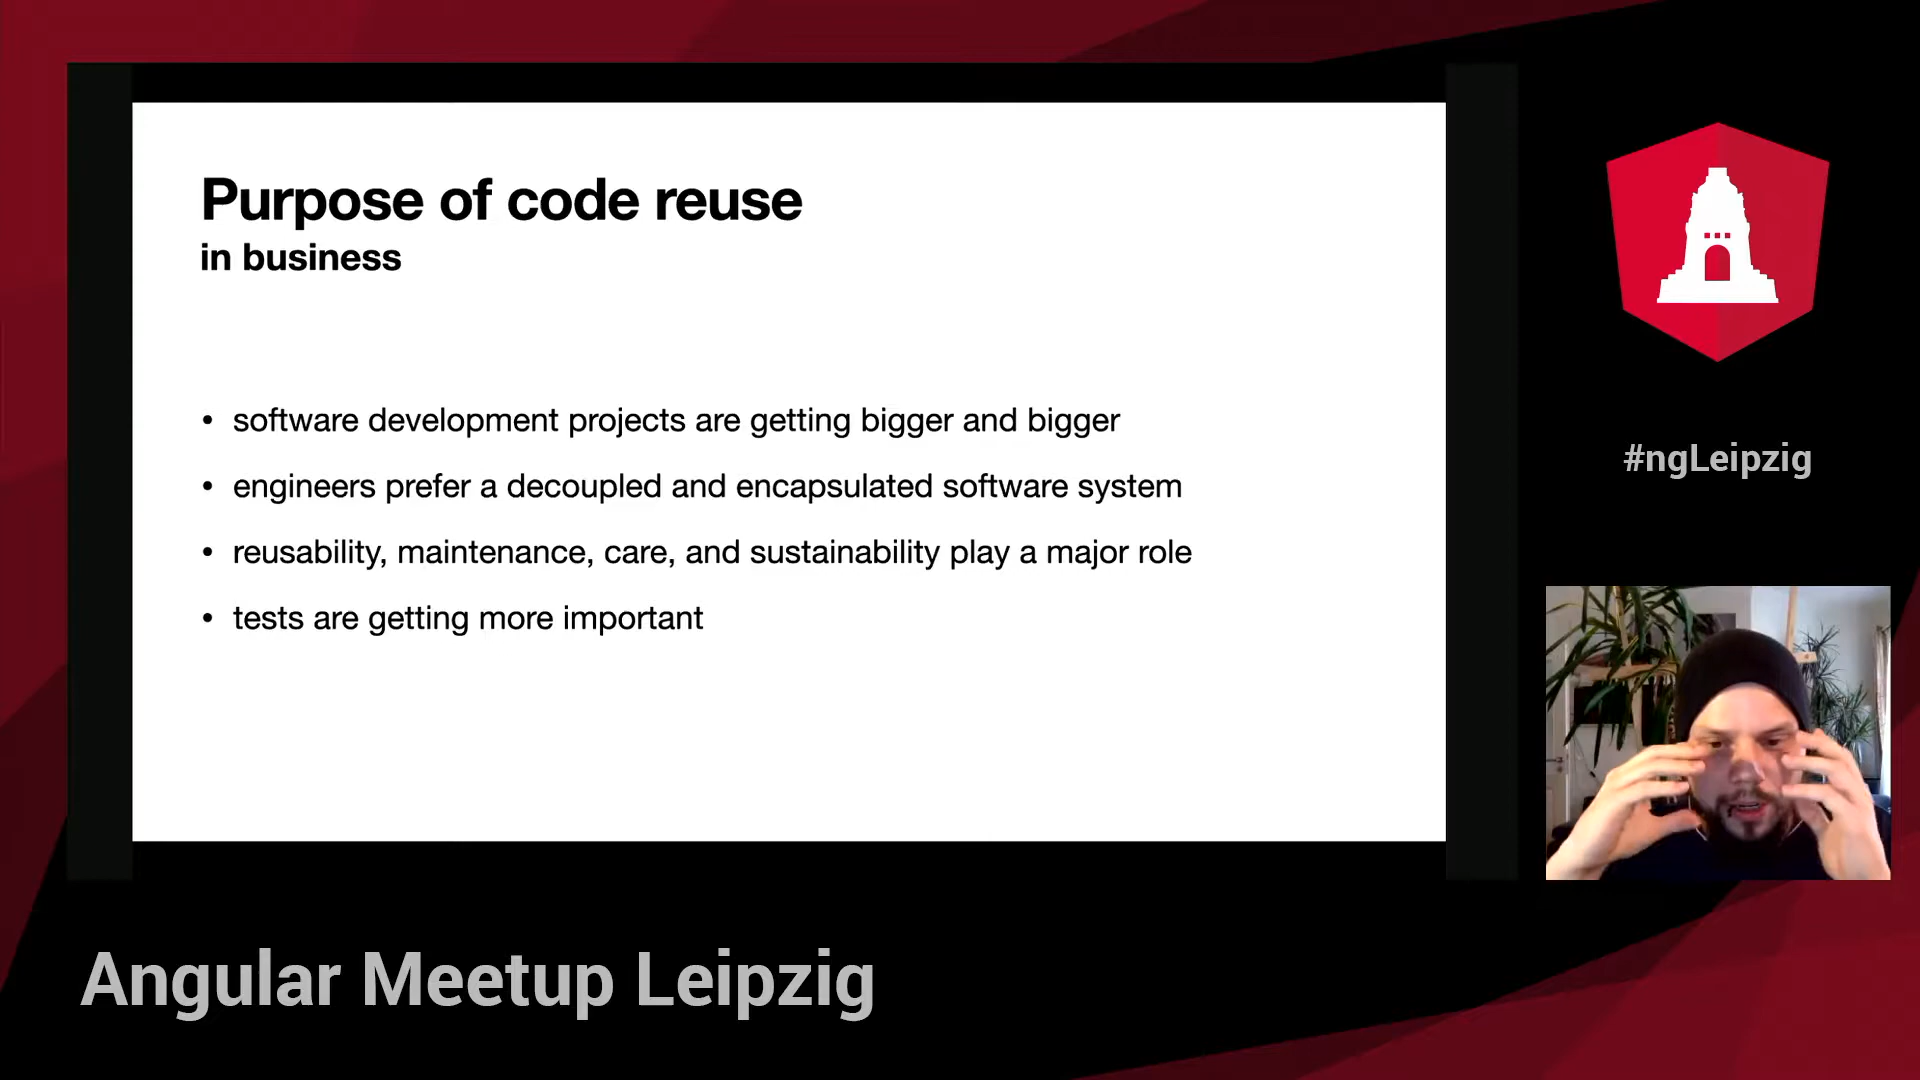 Purpose of code reuse
in business
• software development projects are getting bigger and bigger
• engineers prefer a decoupled and encapsulated software system
• reusability, maintenance, care, and sustainability play a major role
• tests are getting more important
#ngLeipzig
Angular Meetup Leipzig